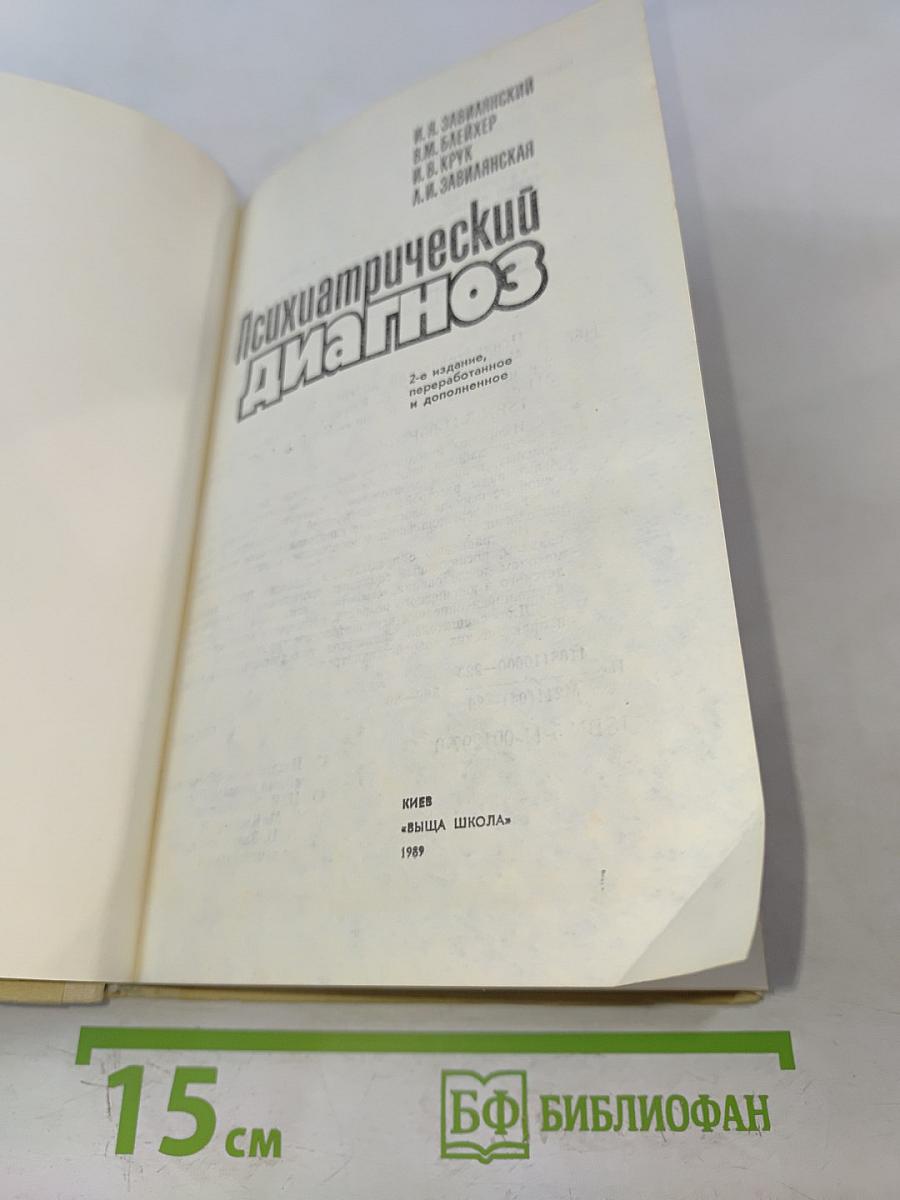 И. Я. ЗАВИЛЯНСКИЙ
В. М. БЛЕЙХЕР
И. В. КРУК
Л. И. ЗАВИЛЯНСКАЯ
Психиатрический
ДИАГНОЗ
2-е издание,
переработанное
и дополненное
КИЕВ
«ВЫЩА ШКОЛА»
1989
15 см
БФ БИБЛИОФАН